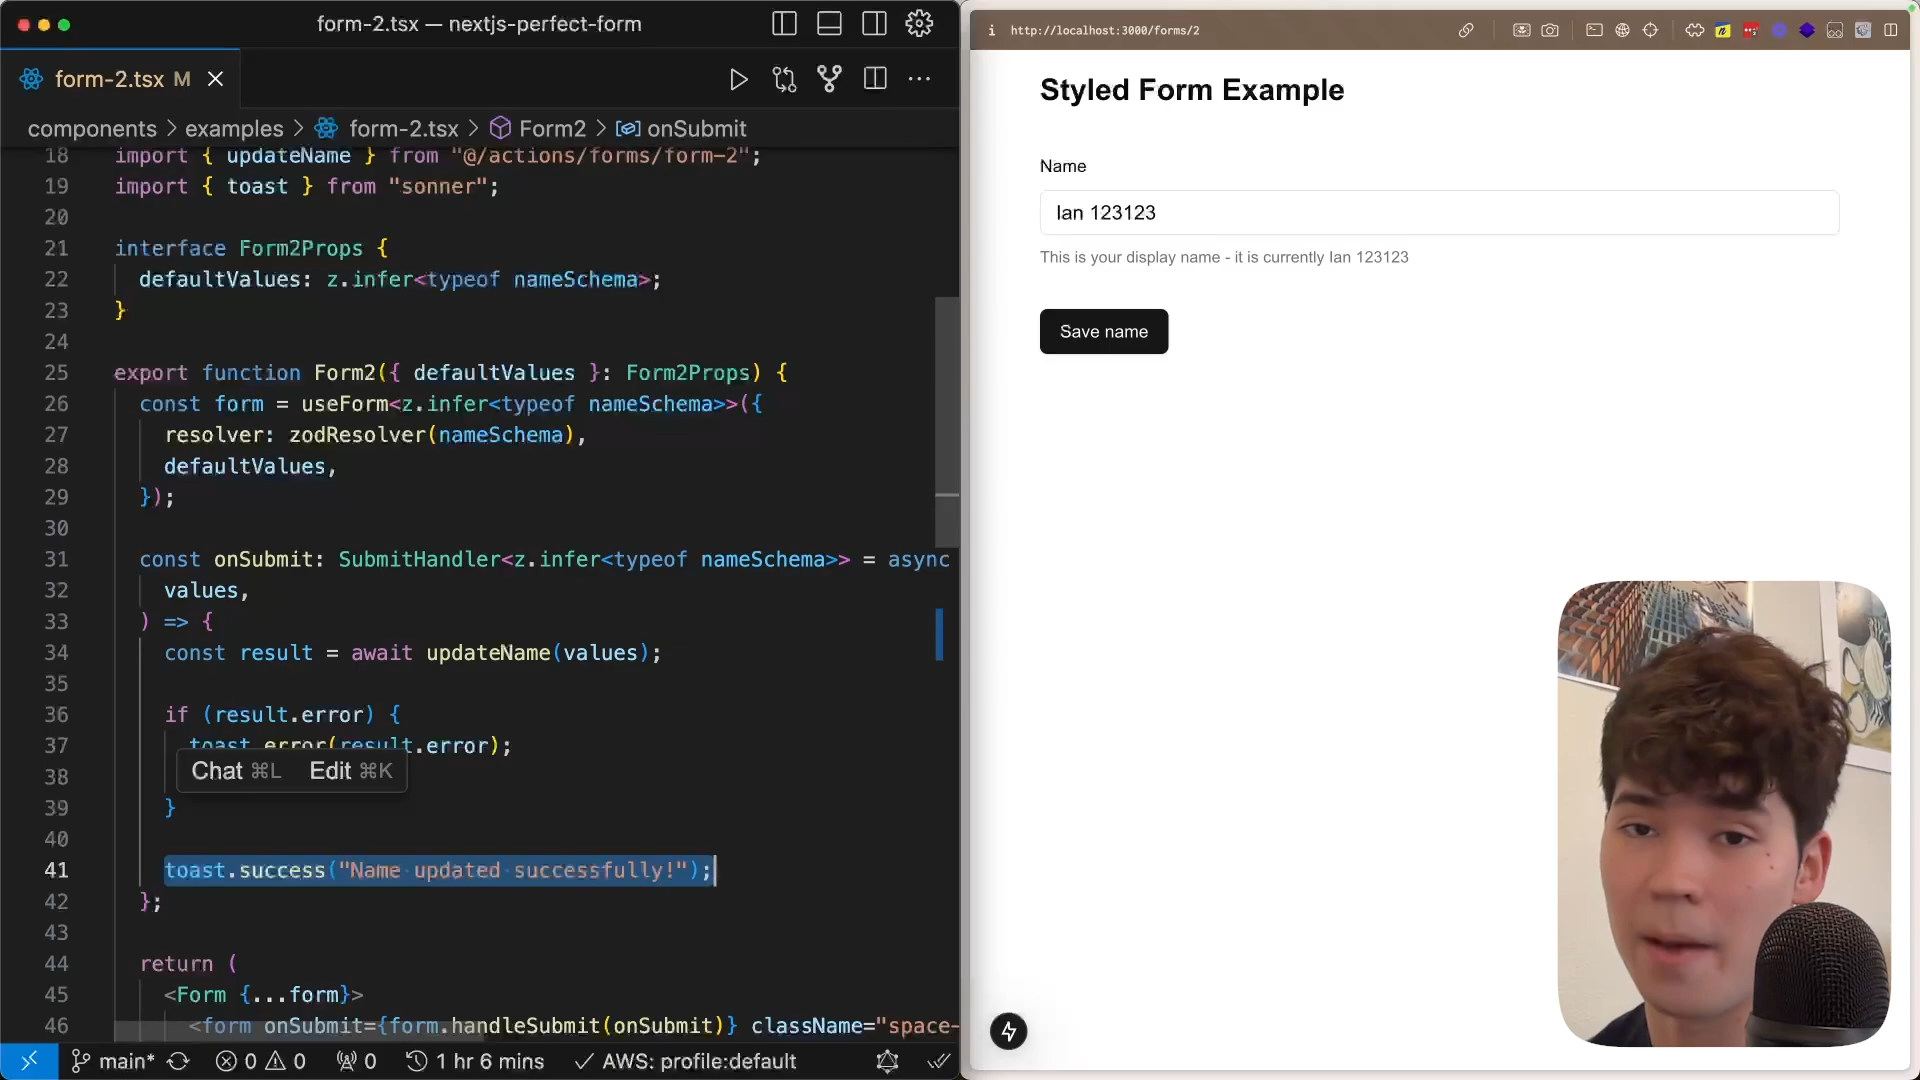 form-2.tsx — nextjs-perfect-form
form-2.tsx M
components > examples > form-2.tsx > Form2 > onSubmit
18 import { updateName } from "@/actions/forms/form-2";
19 import { toast } from "sonner";
20
21 interface Form2Props {
22 defaultValues: z.infer<typeof nameSchema>;
23 }
24
25 export function Form2({ defaultValues }: Form2Props) {
26 const form = useForm<z.infer<typeof nameSchema>>({
27 resolver: zodResolver(nameSchema),
28 defaultValues,
29 });
30
31 const onSubmit: SubmitHandler<z.infer<typeof nameSchema>> = async
32 values,
33 ) => {
34 const result = await updateName(values);
35
36 if (result.error) {
37 toast.error(result.error);
38
Chat ⌘L Edit ⌘K
39 }
40
41 toast.success("Name updated successfully!");
42 };
43
44 return (
45 <Form {...form}>
46 <form onSubmit={form.handleSubmit(onSubmit)} className="space-
main* 0 0 0 1 hr 6 mins AWS: profile:default
http://localhost:3000/forms/2
Styled Form Example
Name
Ian 123123
This is your display name - it is currently Ian 123123
Save name